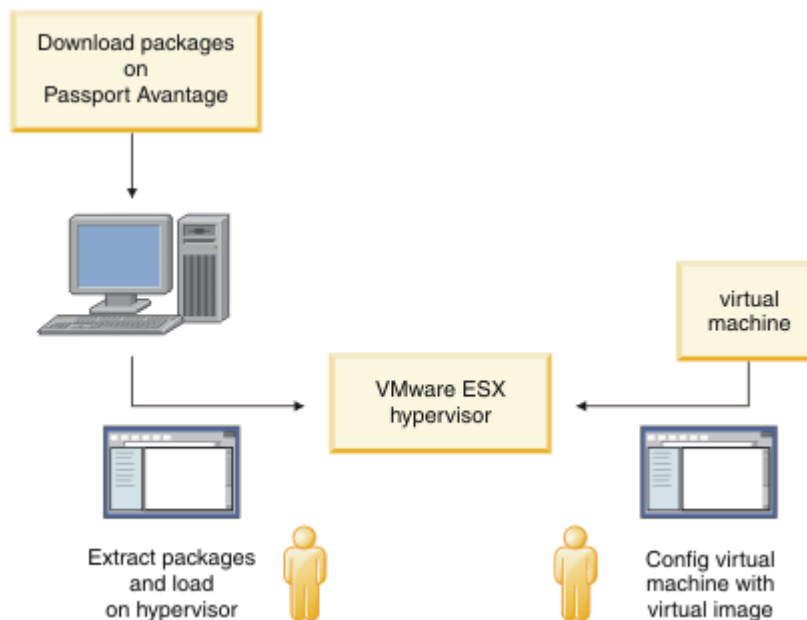 Download packages
on
Passport Avantage
virtual
machine
VMware ESX
hypervisor
Extract packages
and load
on hypervisor
Config virtual
machine with
virtual image